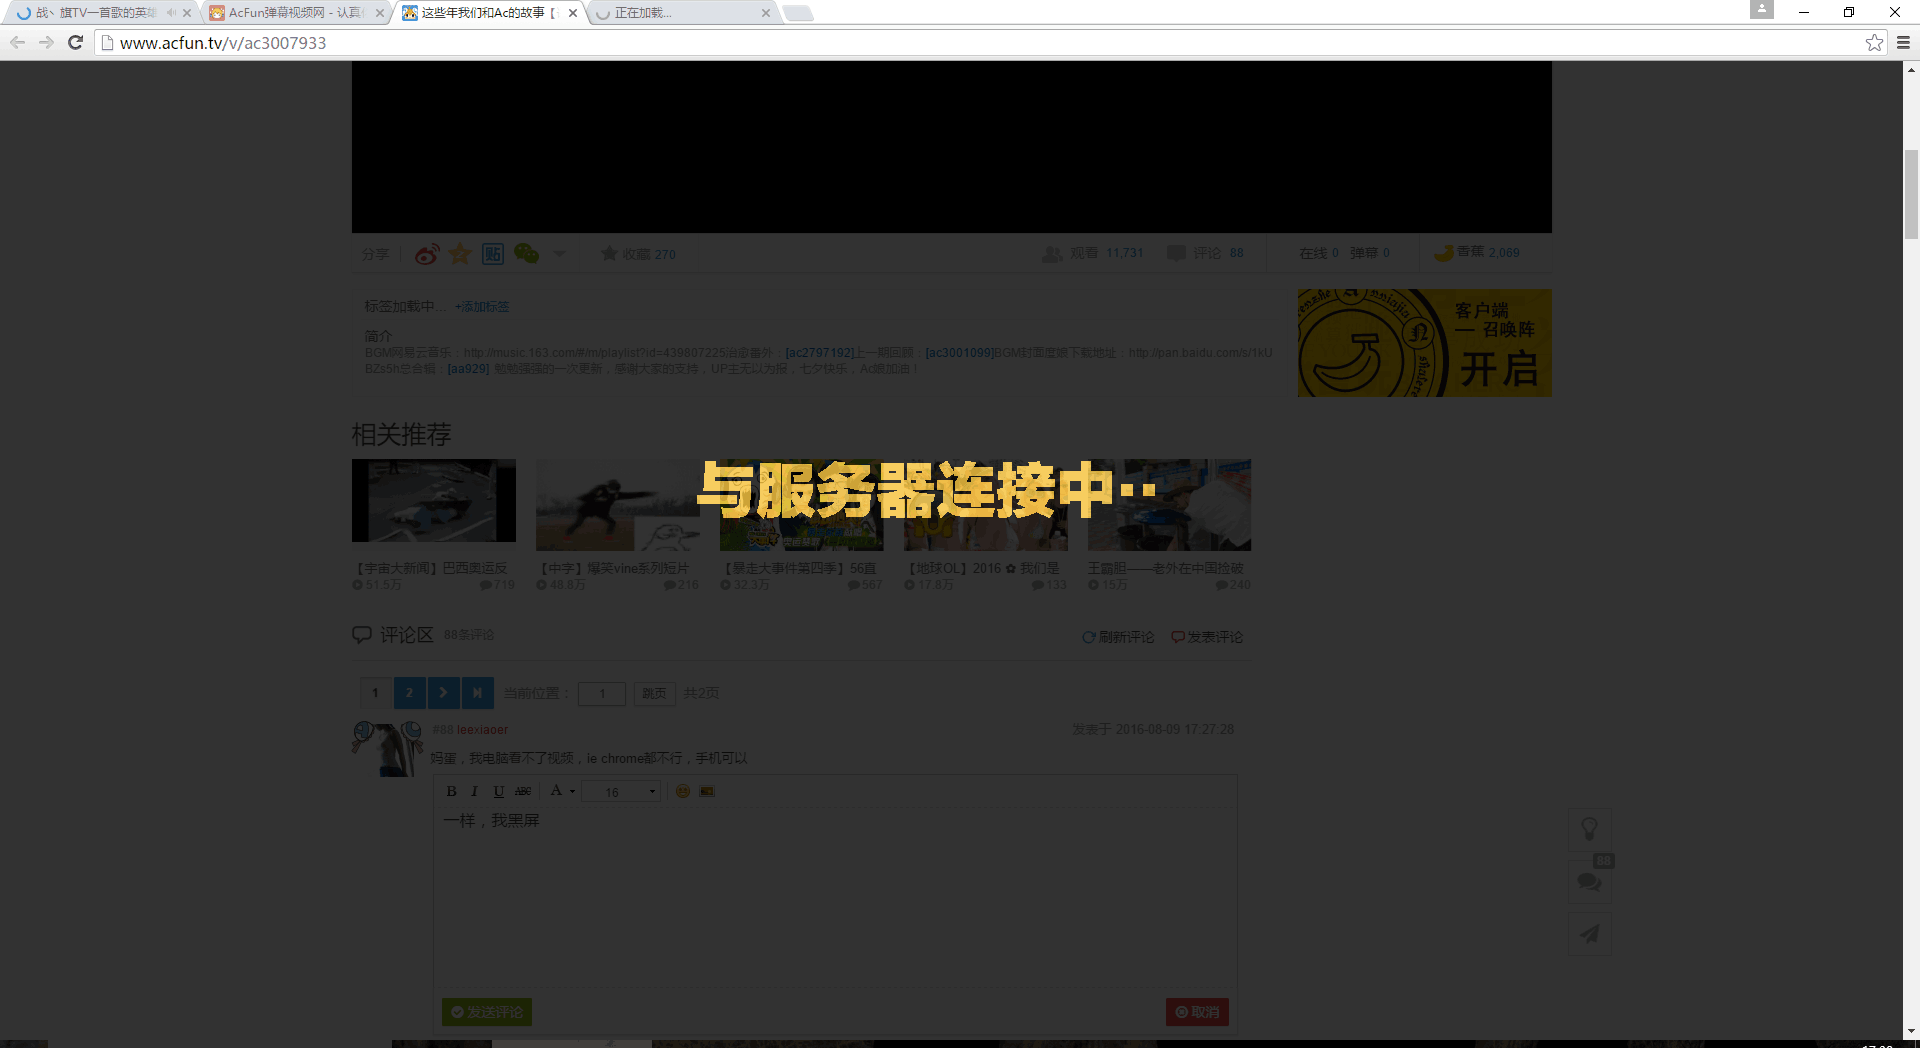 战丶旗TV一首歌的英雄
AcFun弹幕视频网 - 认真
这些年我们和Ac的故事【
正在加载...
www.acfun.tv/v/ac3007933
分享
贴
收藏 270
观看 11,731
评论 88
在线 0 弹幕 0
香蕉 2,069
标签加载中... +添加标签
简介
BGM网易云音乐：http://music.163.com/#/m/playlist?id=439807225治愈番外：[ac2797192]上一期回顾：[ac3001099]BGM封面度娘下载地址：http://pan.baidu.com/s/1kU
BZs5h总合辑：[aa929] 勉勉强强的一次更新，感谢大家的支持，UP主无以为报，七夕快乐，Ac娘加油！
客户端
一 召唤阵
开启
相关推荐
与服务器连接中··
【宇宙大新闻】巴西奥运反
51.5万 719
【中字】爆笑vine系列短片
48.8万 216
【暴走大事件第四季】56直
32.3万 567
【地球OL】2016 ✿ 我们是
17.8万 133
王霸胆——老外在中国捡破
15万 240
评论区 88条评论
刷新评论 发表评论
1 2 当前位置： 1 跳页 共2页
#88 leexiaoer
发表于 2016-08-09 17:27:28
妈蛋，我电脑看不了视频，ie chrome都不行，手机可以
B I U ABC A 16
一样，我黑屏
88
发送评论
取消